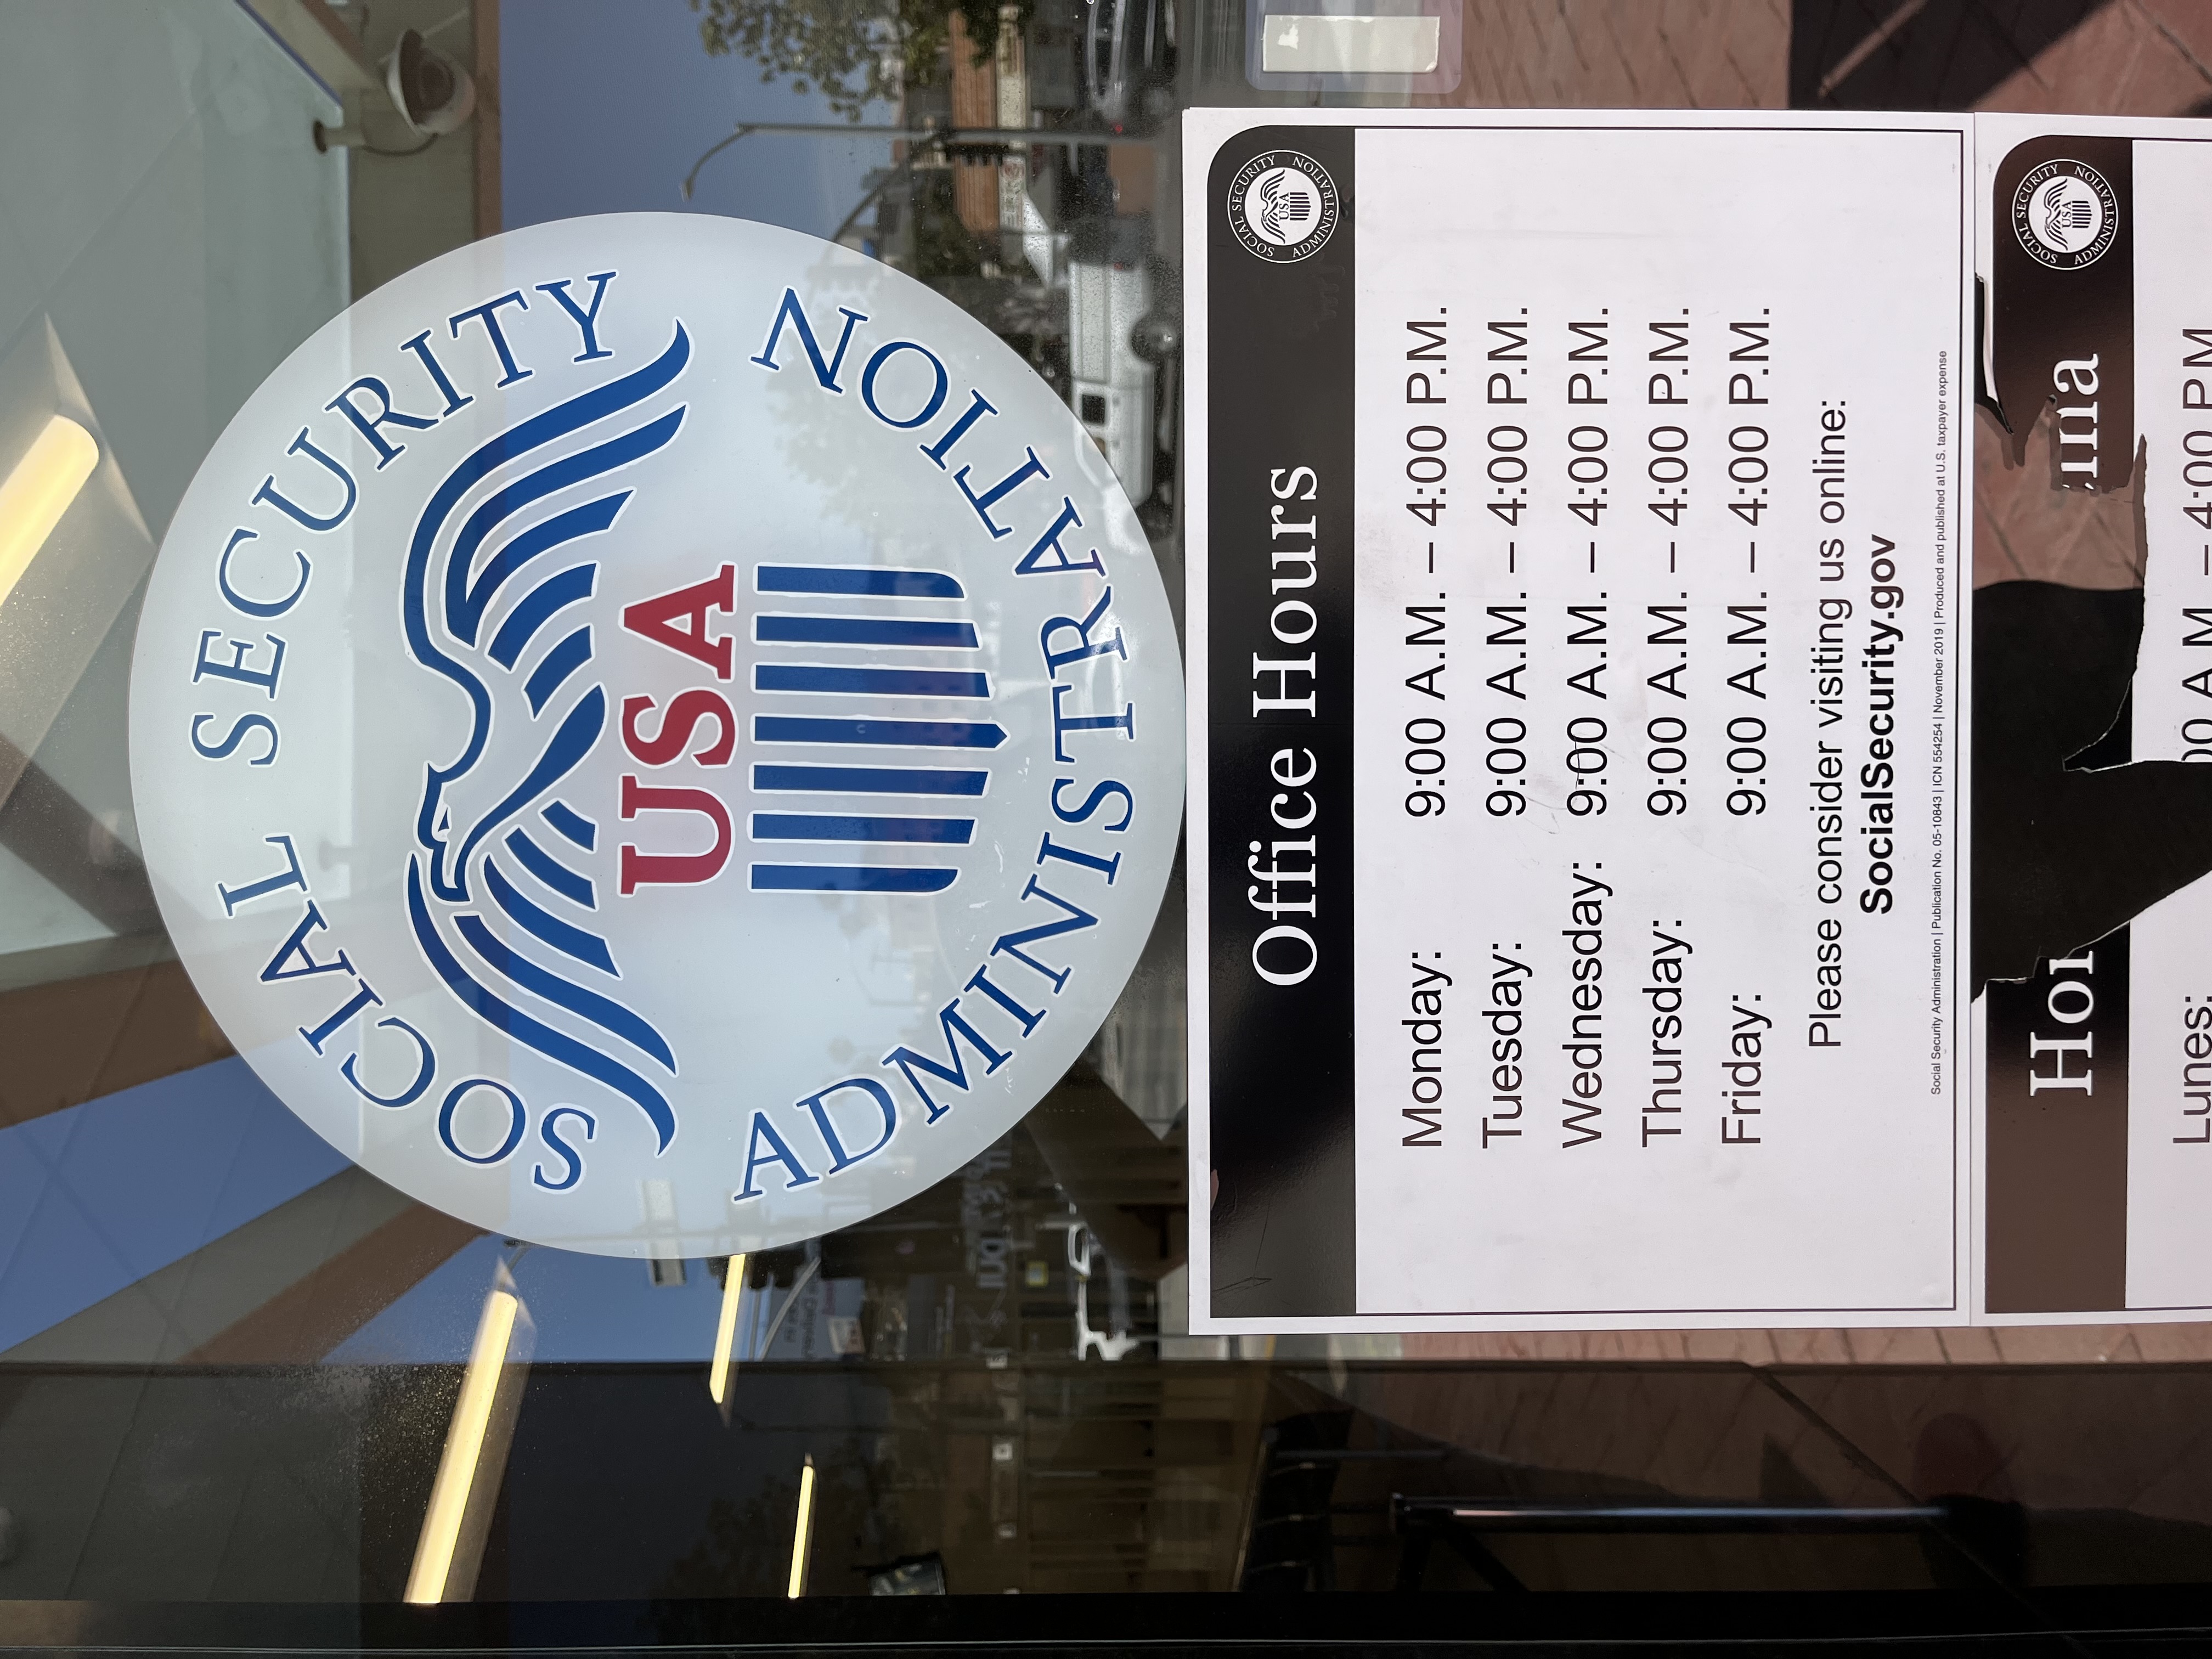 SOCIAL SECURITY
USA
ADMINISTRATION
Office Hours
SOCIAL SECURITY
USA
ADMINISTRATION
Monday: 9:00 A.M. – 4:00 P.M.
Tuesday: 9:00 A.M. – 4:00 P.M.
Wednesday: 9:00 A.M. – 4:00 P.M.
Thursday: 9:00 A.M. – 4:00 P.M.
Friday: 9:00 A.M. – 4:00 P.M.
Please consider visiting us online:
SocialSecurity.gov
Social Security Administration | Publication No. 05-10843 | ICN 554254 | November 2019 | Produced and published at U.S. taxpayer expense
SOCIAL SECURITY
USA
ADMINISTRATION
Lunes: – 4:00 P.M.